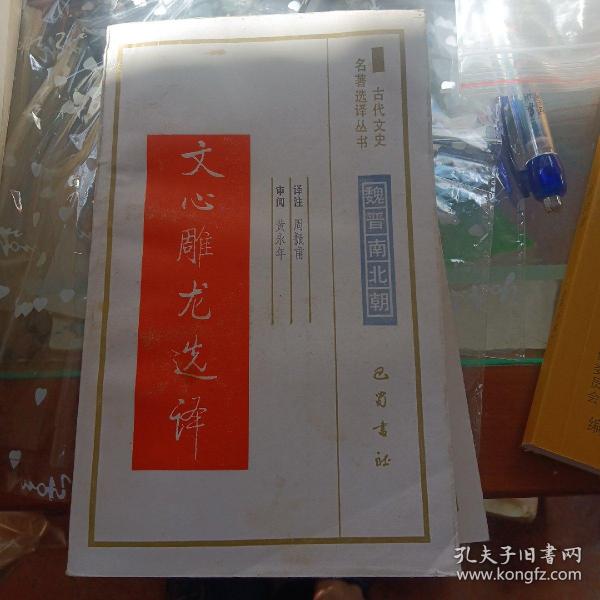 古代文史
名著选译丛书
魏晋南北朝
巴蜀书社
译注 周振甫
审阅 黄永年
文心雕龙选译
编
孔夫子旧书网
www.kongfz.com